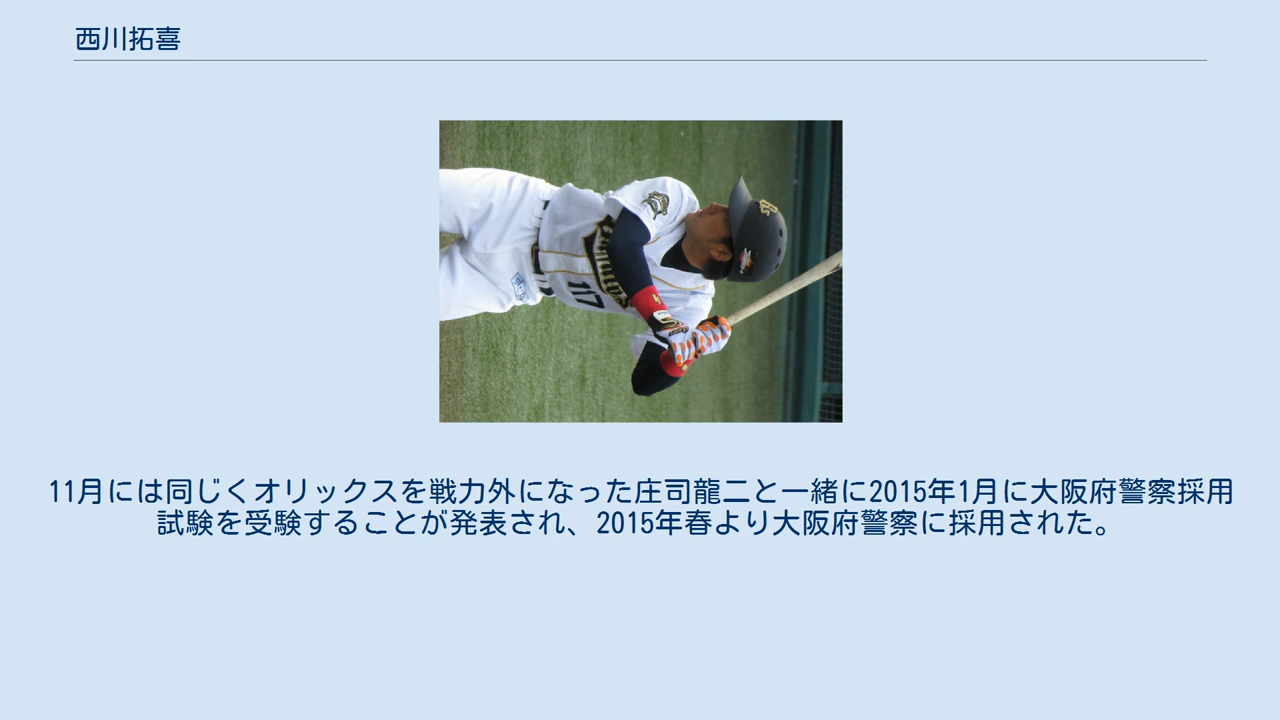 西川拓喜
117
11月には同じくオリックスを戦力外になった庄司龍二と一緒に2015年1月に大阪府警察採用
試験を受験することが発表され、2015年春より大阪府警察に採用された。